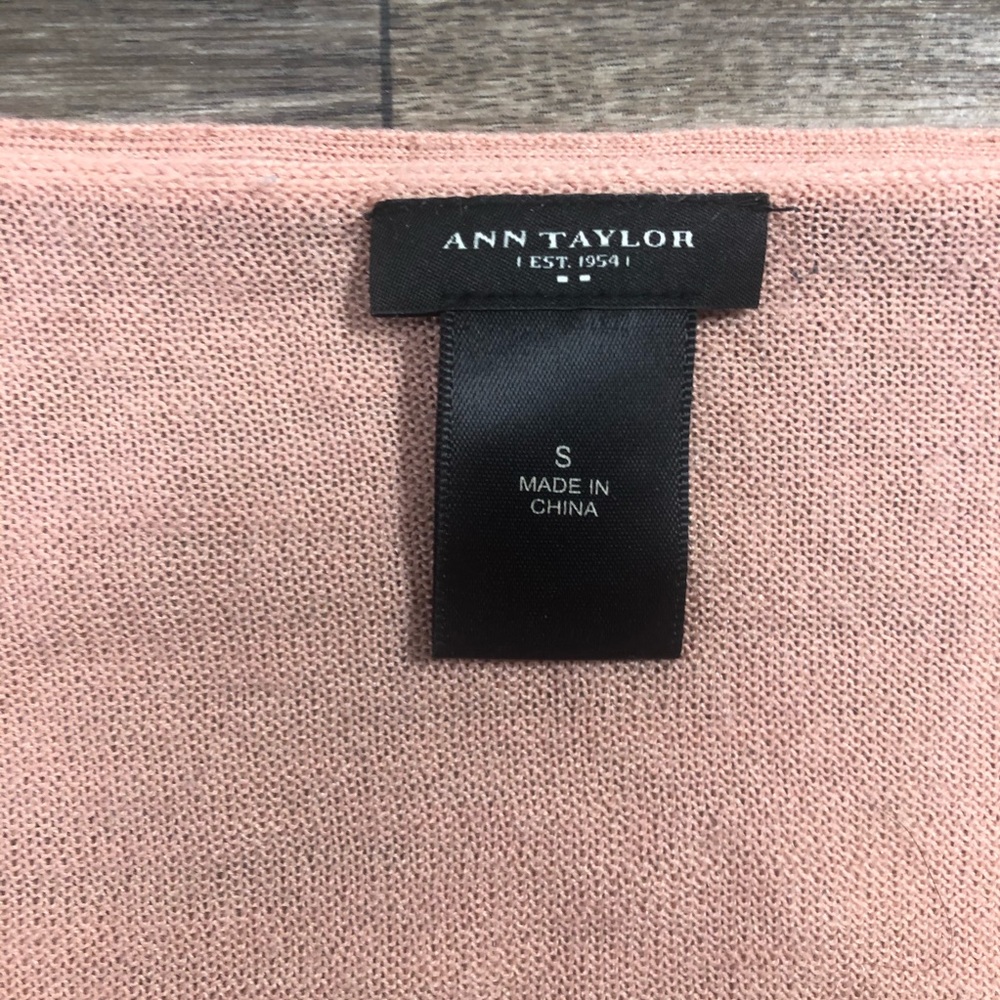 ANN TAYLOR
EST. 1954
S
MADE IN
CHINA